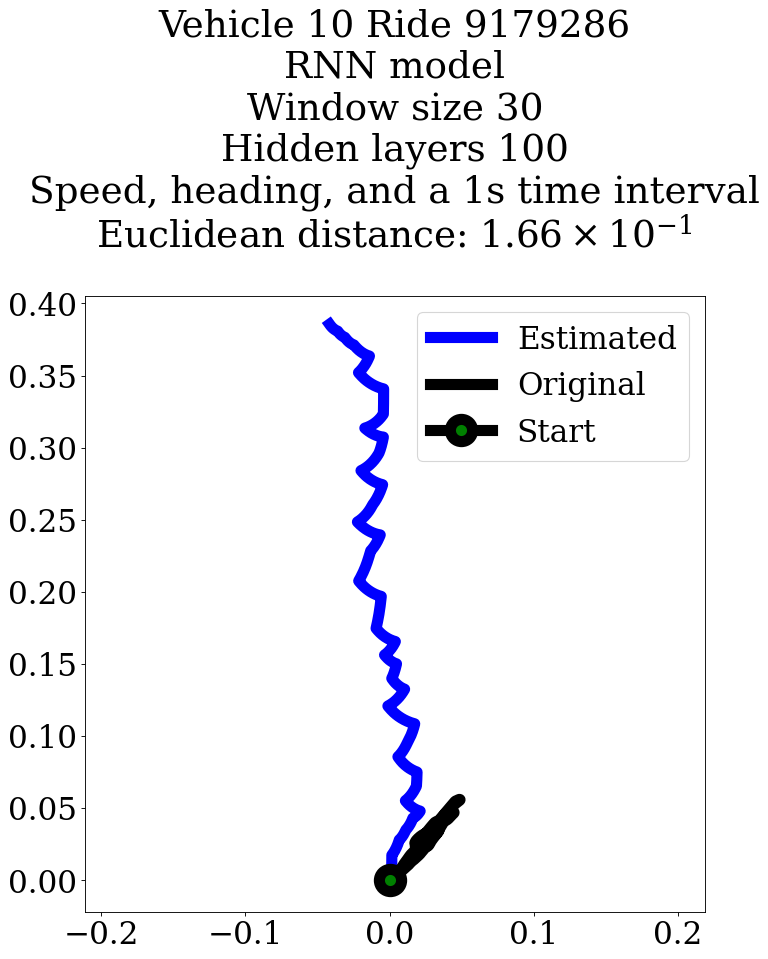 Vehicle 10 Ride 9179286
RNN model
Window size 30
Hidden layers 100
Speed, heading, and a 1s time interval
Euclidean distance: 1.66 × 10⁻¹
0.40
0.35
0.30
0.25
0.20
0.15
0.10
0.05
0.00
Estimated
Original
Start
−0.2
−0.1
0.0
0.1
0.2